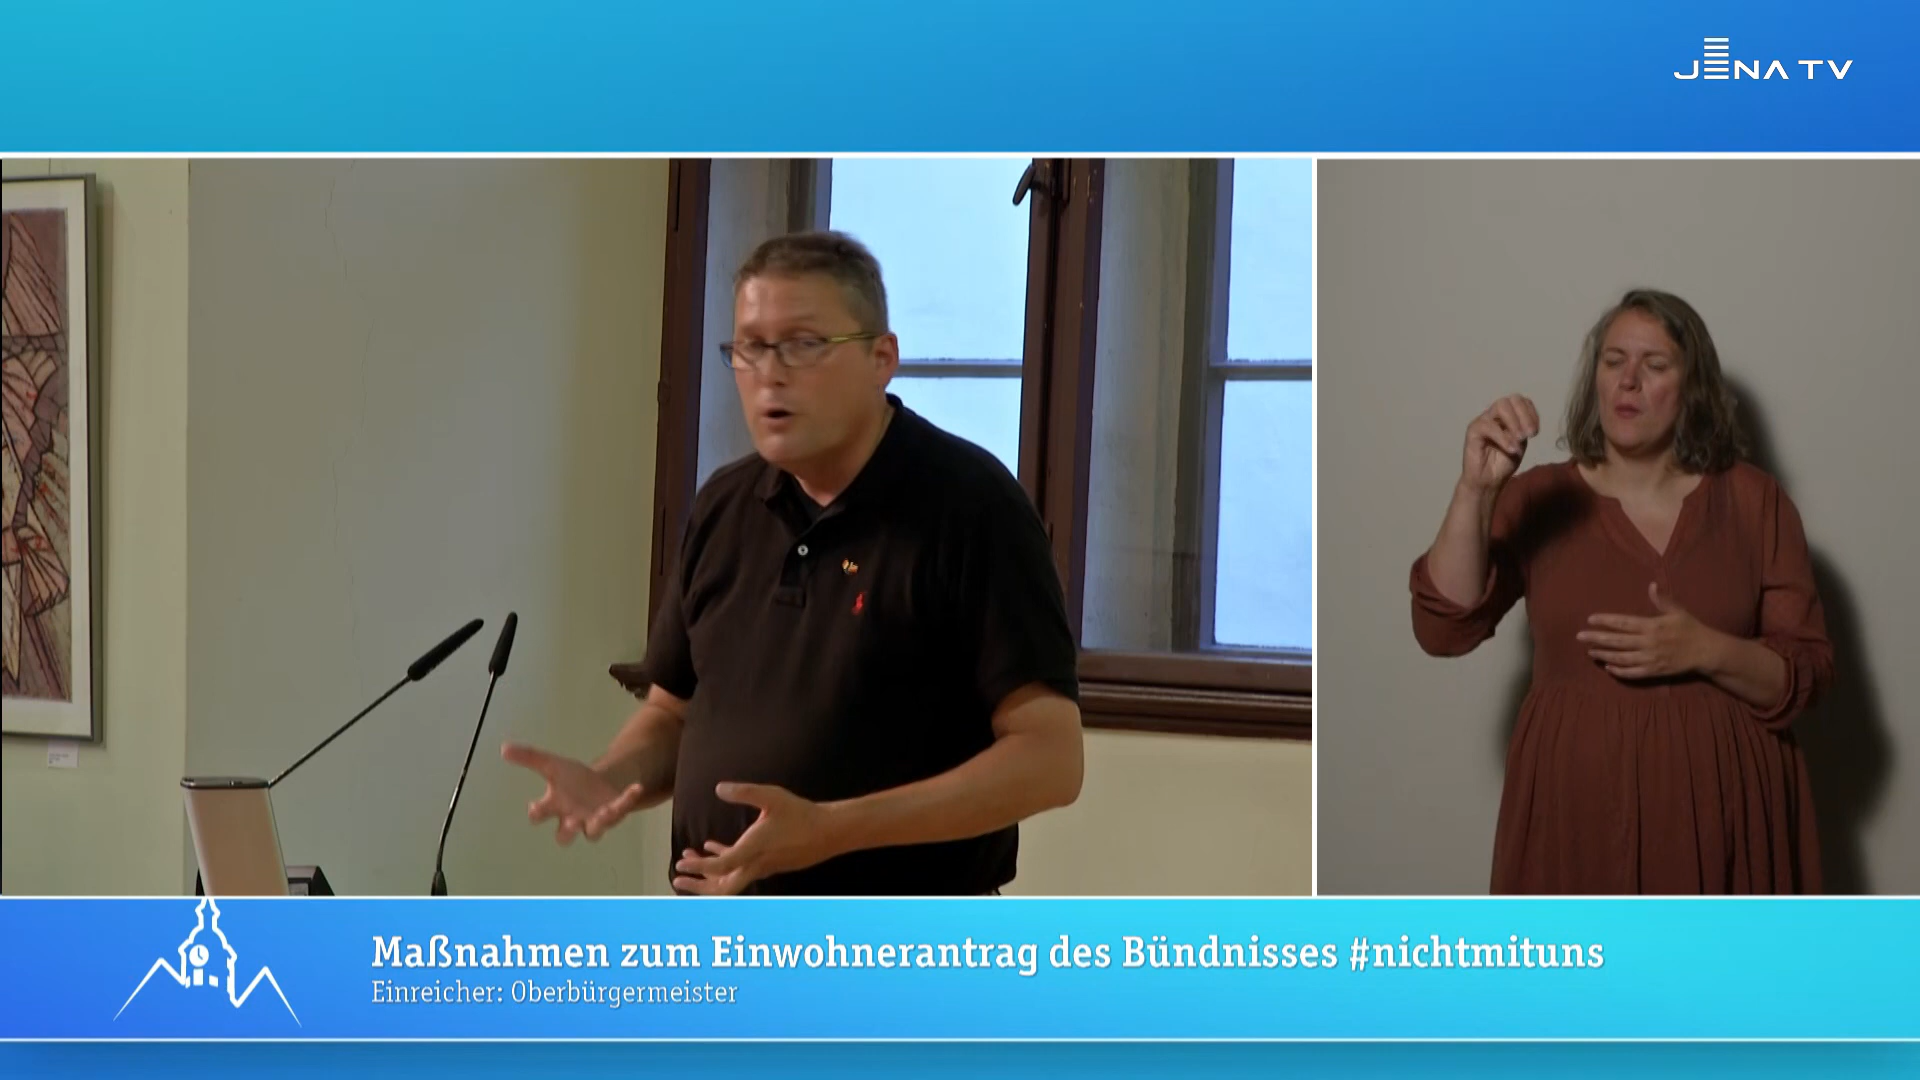 JENA TV
Maßnahmen zum Einwohnerantrag des Bündnisses #nichtmituns
Einreicher: Oberbürgermeister